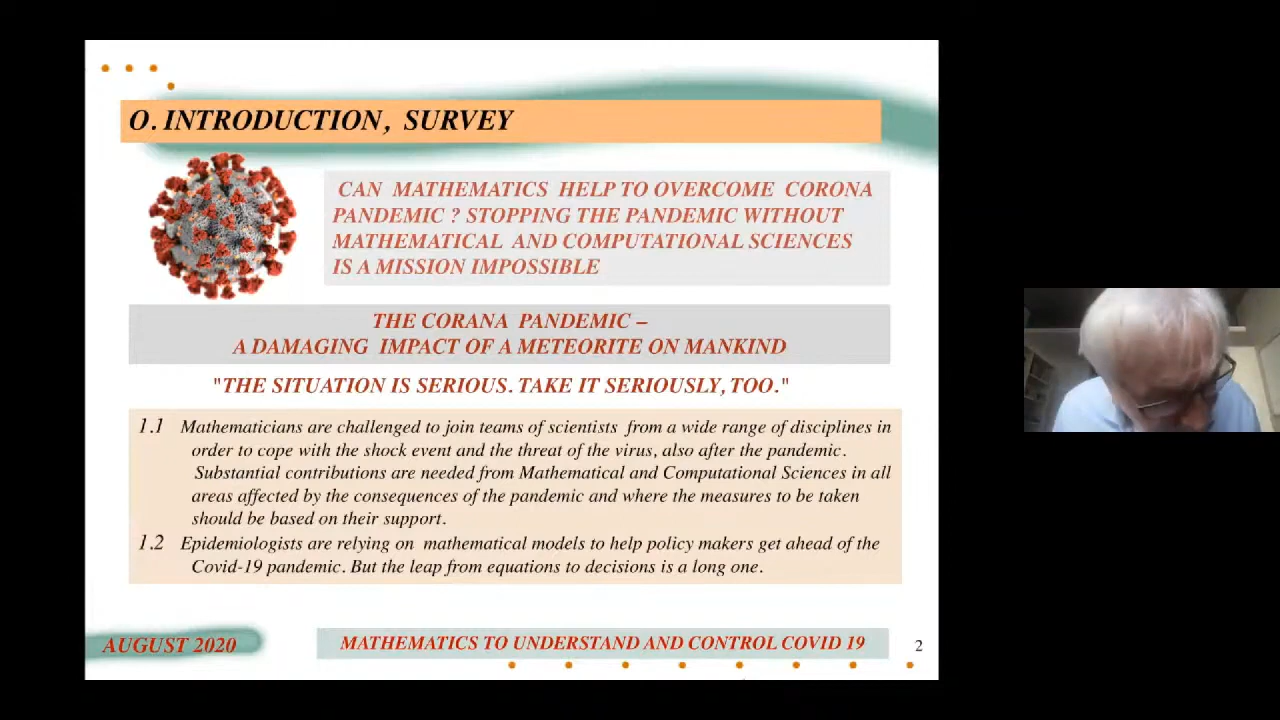 O. INTRODUCTION, SURVEY
CAN MATHEMATICS HELP TO OVERCOME CORONA
PANDEMIC ? STOPPING THE PANDEMIC WITHOUT
MATHEMATICAL AND COMPUTATIONAL SCIENCES
IS A MISSION IMPOSSIBLE
THE CORANA PANDEMIC –
A DAMAGING IMPACT OF A METEORITE ON MANKIND
"THE SITUATION IS SERIOUS. TAKE IT SERIOUSLY, TOO."
1.1 Mathematicians are challenged to join teams of scientists from a wide range of disciplines in
order to cope with the shock event and the threat of the virus, also after the pandemic.
Substantial contributions are needed from Mathematical and Computational Sciences in all
areas affected by the consequences of the pandemic and where the measures to be taken
should be based on their support.
1.2 Epidemiologists are relying on mathematical models to help policy makers get ahead of the
Covid-19 pandemic. But the leap from equations to decisions is a long one.
AUGUST 2020
MATHEMATICS TO UNDERSTAND AND CONTROL COVID 19
2